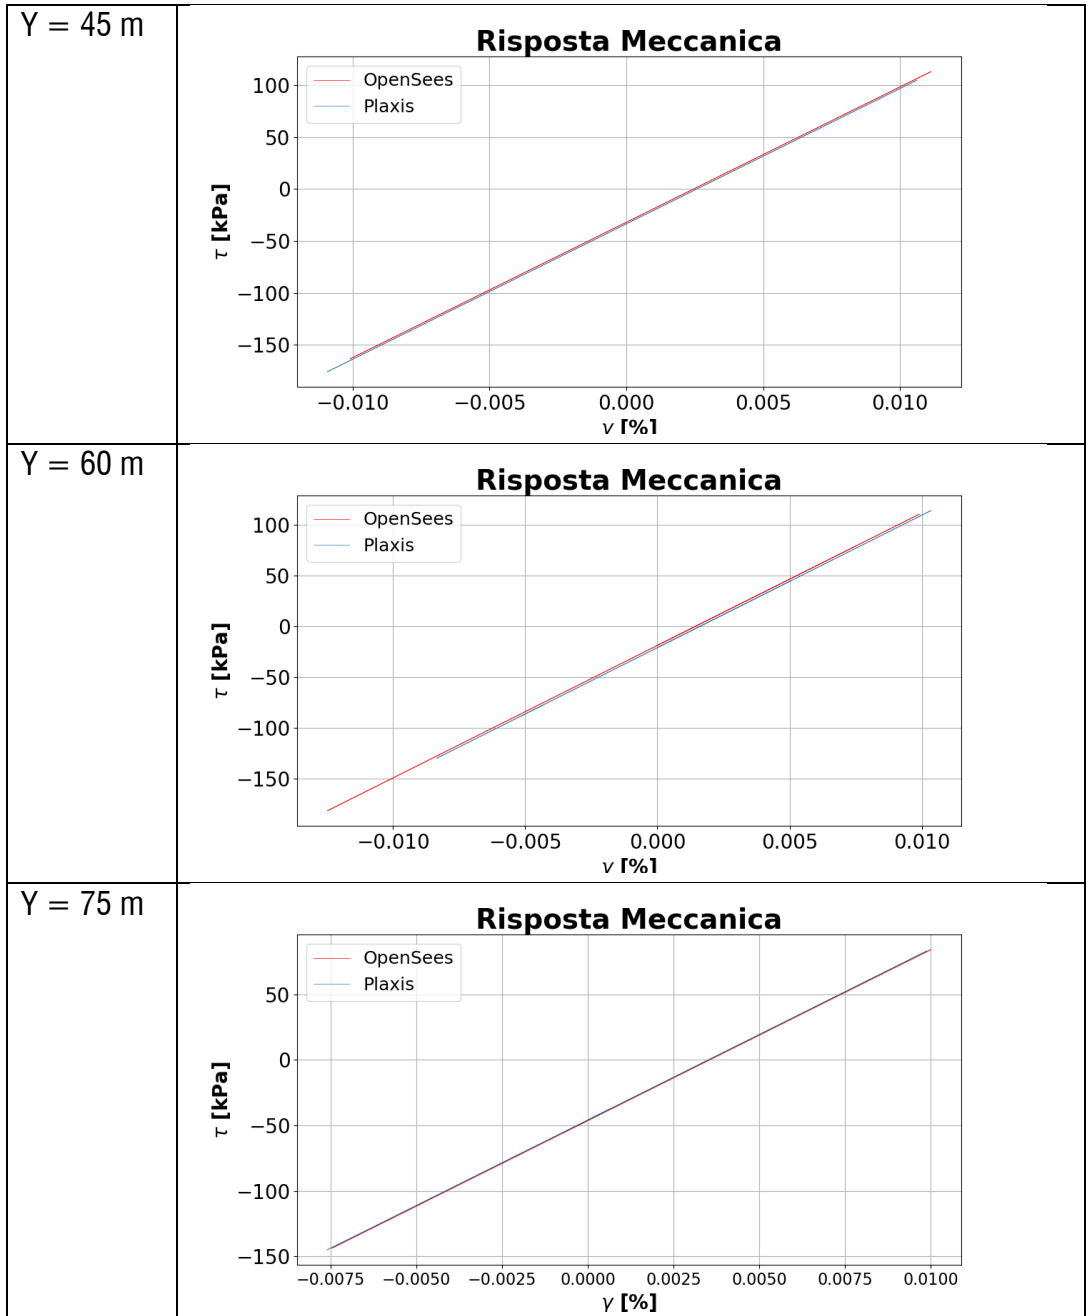 Y = 45 m
Risposta Meccanica
OpenSees
Plaxis
100
50
0
−50
−100
−150
τ [kPa]
−0.010 −0.005 0.000 0.005 0.010
γ [%]
Y = 60 m
Risposta Meccanica
OpenSees
Plaxis
100
50
0
−50
−100
−150
τ [kPa]
−0.010 −0.005 0.000 0.005 0.010
γ [%]
Y = 75 m
Risposta Meccanica
OpenSees
Plaxis
50
0
−50
−100
−150
τ [kPa]
−0.0075 −0.0050 −0.0025 0.0000 0.0025 0.0050 0.0075 0.0100
γ [%]